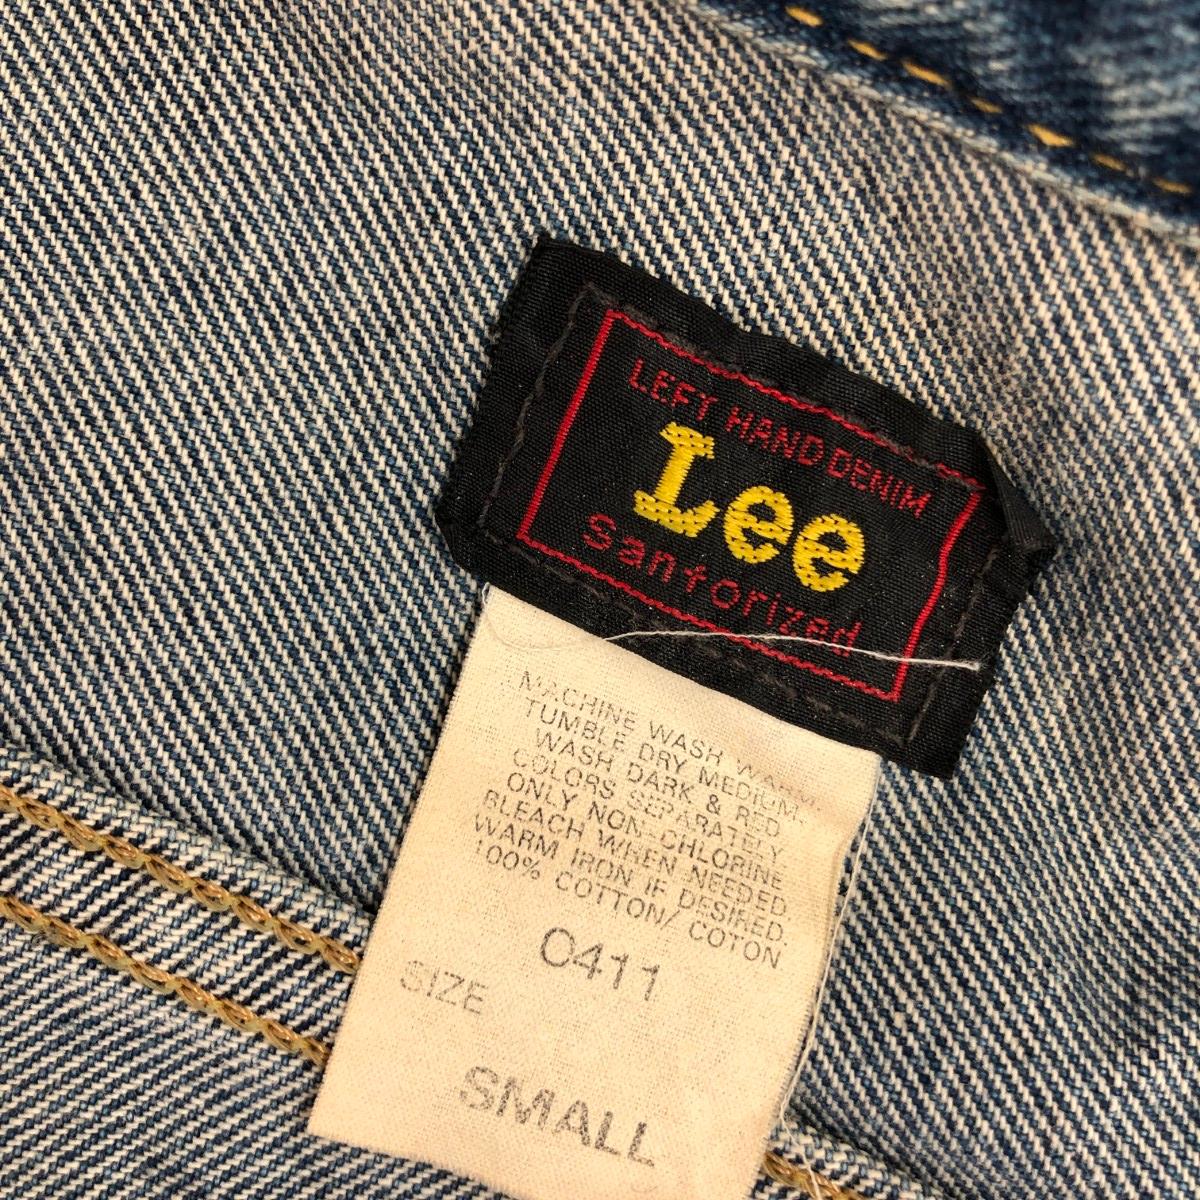 LEFT HAND DENIM
Lee
Sanforized
MACHINE WASH WARM.
TUMBLE DRY MEDIUM.
WASH DARK & RED
COLORS SEPARATELY.
ONLY NON-CHLORINE
BLEACH WHEN NEEDED.
WARM IRON IF DESIRED.
100% COTTON/ COTON
O411
SIZE
SMALL